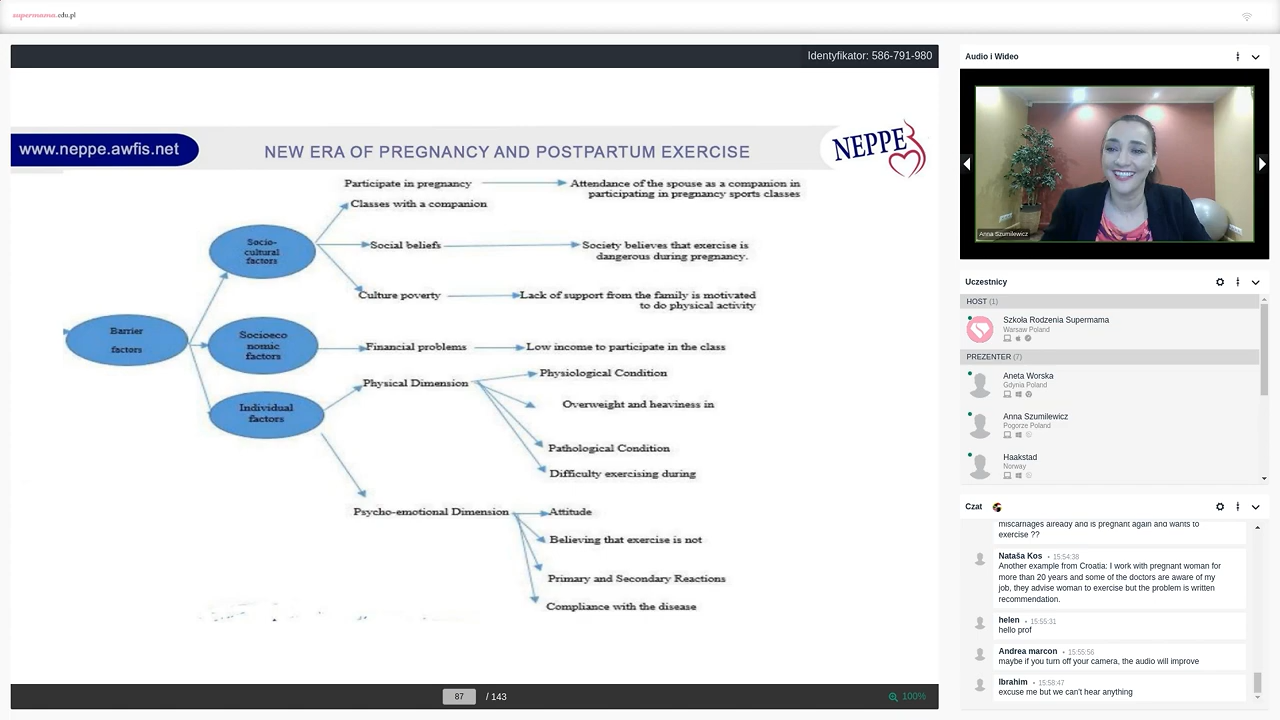 supermama.edu.pl
Identyfikator: 586-791-980
www.neppe.awfis.net
NEW ERA OF PREGNANCY AND POSTPARTUM EXERCISE
NEPPE
Participate in pregnancy
Classes with a companion
Attendance of the spouse as a companion in
participating in pregnancy sports classes
Socio-
cultural
factors
Social beliefs
Society believes that exercise is
dangerous during pregnancy.
Culture poverty
Lack of support from the family is motivated
to do physical activity
Barrier
factors
Socioeco
nomic
factors
Financial problems
Low income to participate in the class
Individual
factors
Physical Dimension
Physiological Condition
Overweight and heaviness in
Pathological Condition
Difficulty exercising during
Psycho-emotional Dimension
Attitude
Believing that exercise is not
Primary and Secondary Reactions
Compliance with the disease
87 / 143
100%
Audio i Wideo
Anna Szumilewicz
Uczestnicy
HOST (1)
Szkoła Rodzenia Supermama
Warsaw Poland
PREZENTER (7)
Aneta Worska
Gdynia Poland
Anna Szumilewicz
Pogorze Poland
Haakstad
Norway
Czat
miscarriages already and is pregnant again and wants to
exercise ??
Nataša Kos • 15:54:38
Another example from Croatia: I work with pregnant woman for
more than 20 years and some of the doctors are aware of my
job, they advise woman to exercise but the problem is written
recommendation.
helen • 15:55:31
hello prof
Andrea marcon • 15:55:56
maybe if you turn off your camera, the audio will improve
Ibrahim • 15:58:47
excuse me but we can't hear anything